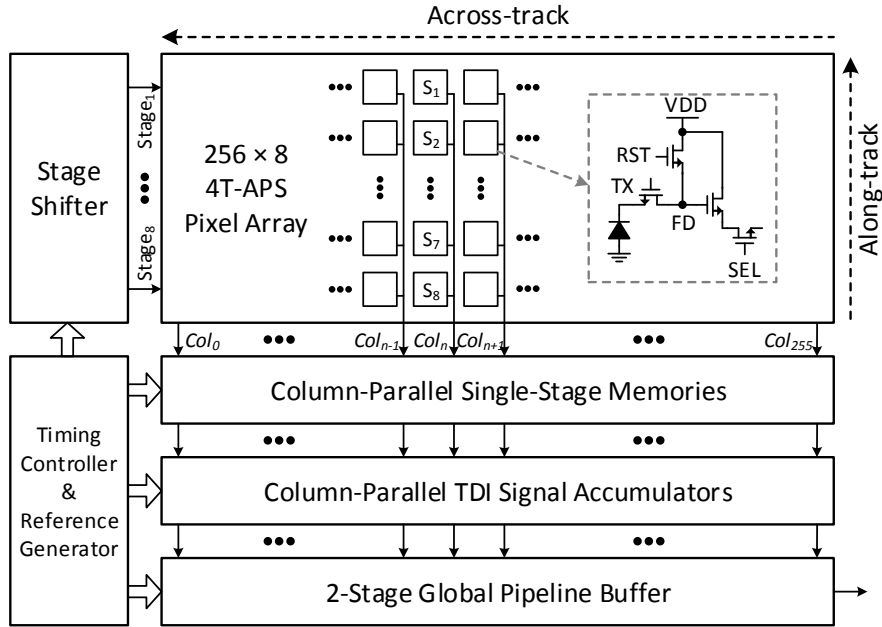 Across-track
Along-track
Stage
Shifter
Stage₁
•••
Stage₈
256 × 8
4T-APS
Pixel Array
••• S₁ •••
••• S₂ •••
••• ••• •••
••• S₇ •••
••• S₈ •••
VDD
RST
TX
FD
SEL
Col₀ ••• Colₙ₋₁ Colₙ Colₙ₊₁ ••• Col₂₅₅
Timing
Controller
&
Reference
Generator
Column-Parallel Single-Stage Memories
••• •••
Column-Parallel TDI Signal Accumulators
••• •••
2-Stage Global Pipeline Buffer